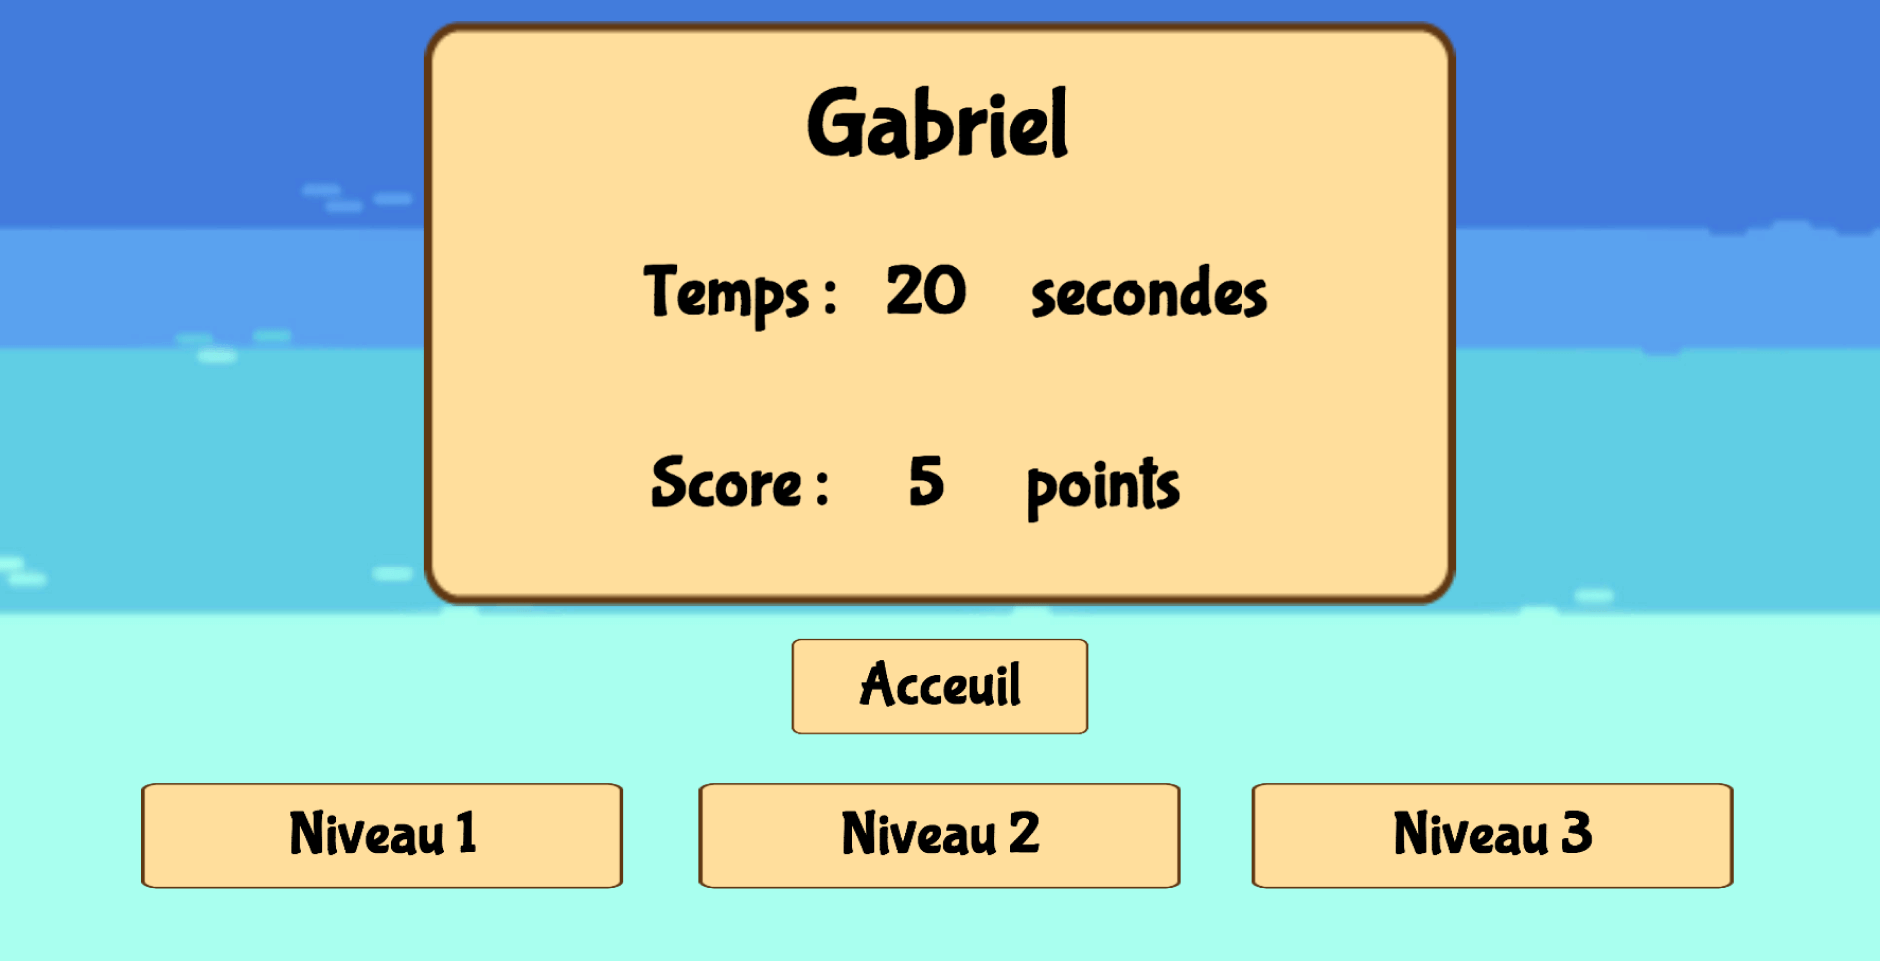 Gabriel
Temps : 20 secondes
Score : 5 points
Acceuil
Niveau 1
Niveau 2
Niveau 3